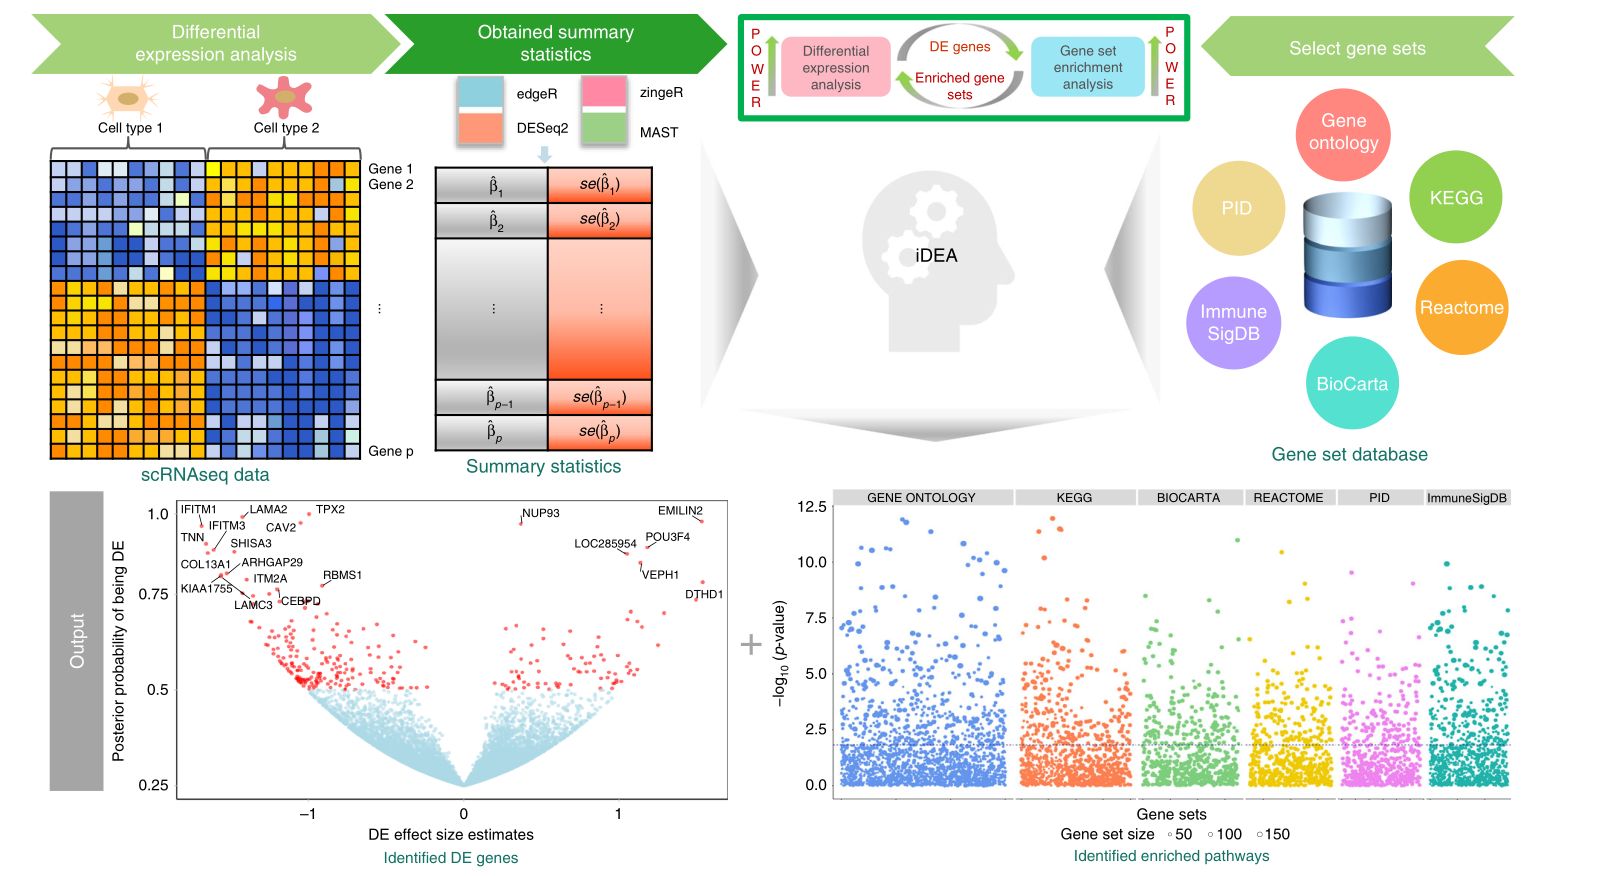 Differential
expression analysis
Obtained summary
statistics
POWER
Differential
expression
analysis
DE genes
Enriched gene
sets
Gene set
enrichment
analysis
POWER
Select gene sets
Cell type 1
Cell type 2
Gene 1
Gene 2
⋮
Gene p
scRNAseq data
edgeR
zingeR
DESeq2
MAST
β̂1 se(β̂1)
β̂2 se(β̂2)
⋮ ⋮
β̂p–1 se(β̂p–1)
β̂p se(β̂p)
Summary statistics
iDEA
Gene
ontology
PID
KEGG
Immune
SigDB
Reactome
BioCarta
Gene set database
Output
Posterior probability of being DE
1.0
0.75
0.5
0.25
IFITM1
LAMA2
TPX2
IFITM3
CAV2
TNN
SHISA3
COL13A1
ARHGAP29
KIAA1755
ITM2A
RBMS1
LAMC3
CEBPD
NUP93
EMILIN2
LOC285954
POU3F4
VEPH1
DTHD1
–1 0 1
DE effect size estimates
Identified DE genes
+
–log10 (p-value)
12.5
10.0
7.5
5.0
2.5
0.0
GENE ONTOLOGY KEGG BIOCARTA REACTOME PID ImmuneSigDB
Gene sets
Gene set size 50 100 150
Identified enriched pathways